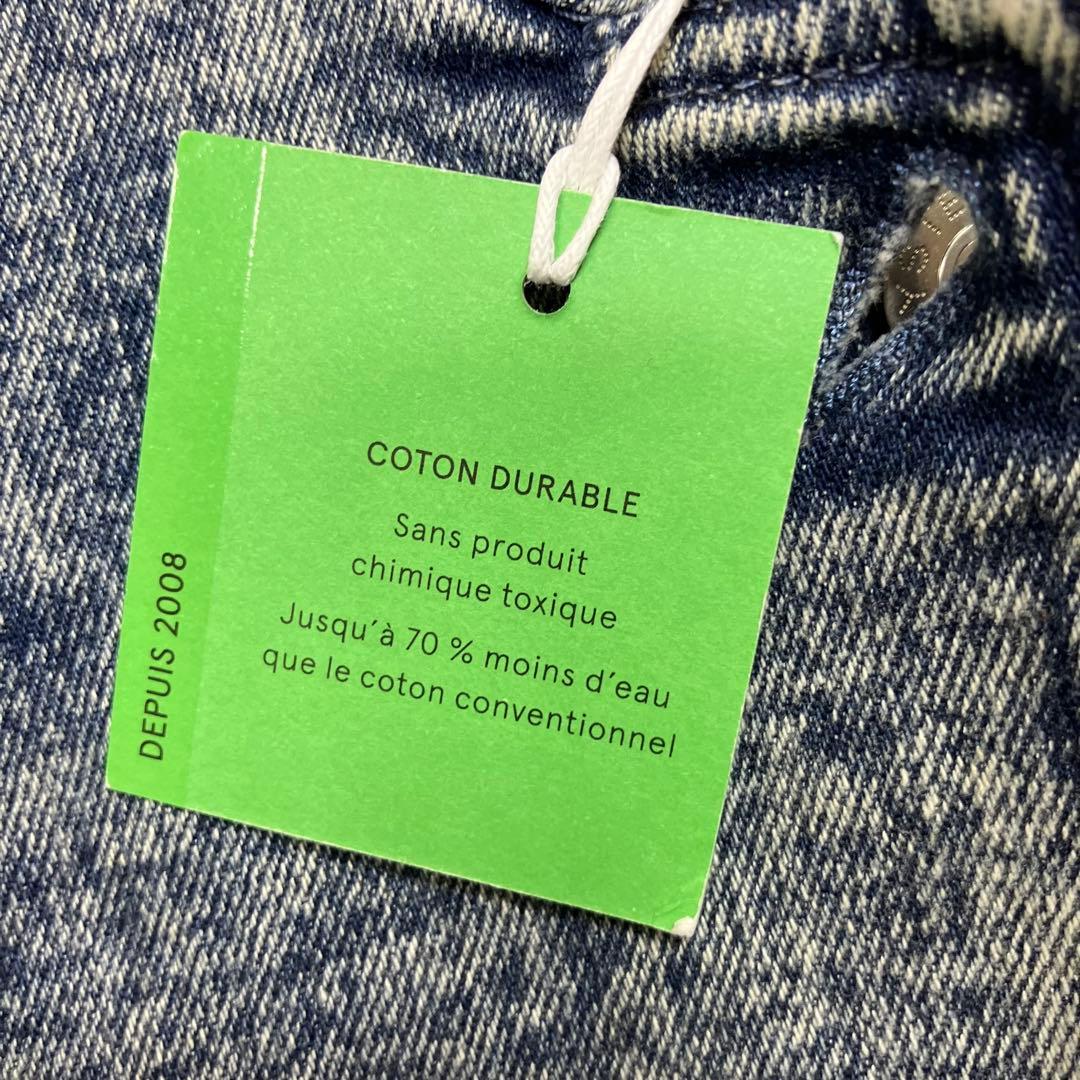 COTON DURABLE
Sans produit
chimique toxique
Jusqu'à 70 % moins d'eau
que le coton conventionnel
DEPUIS 2008